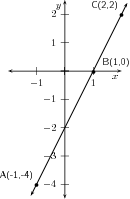 C(2,2)
y
2
1
B(1,0)
−1
1
x
−1
−2
−3
A(-1,-4)
−4